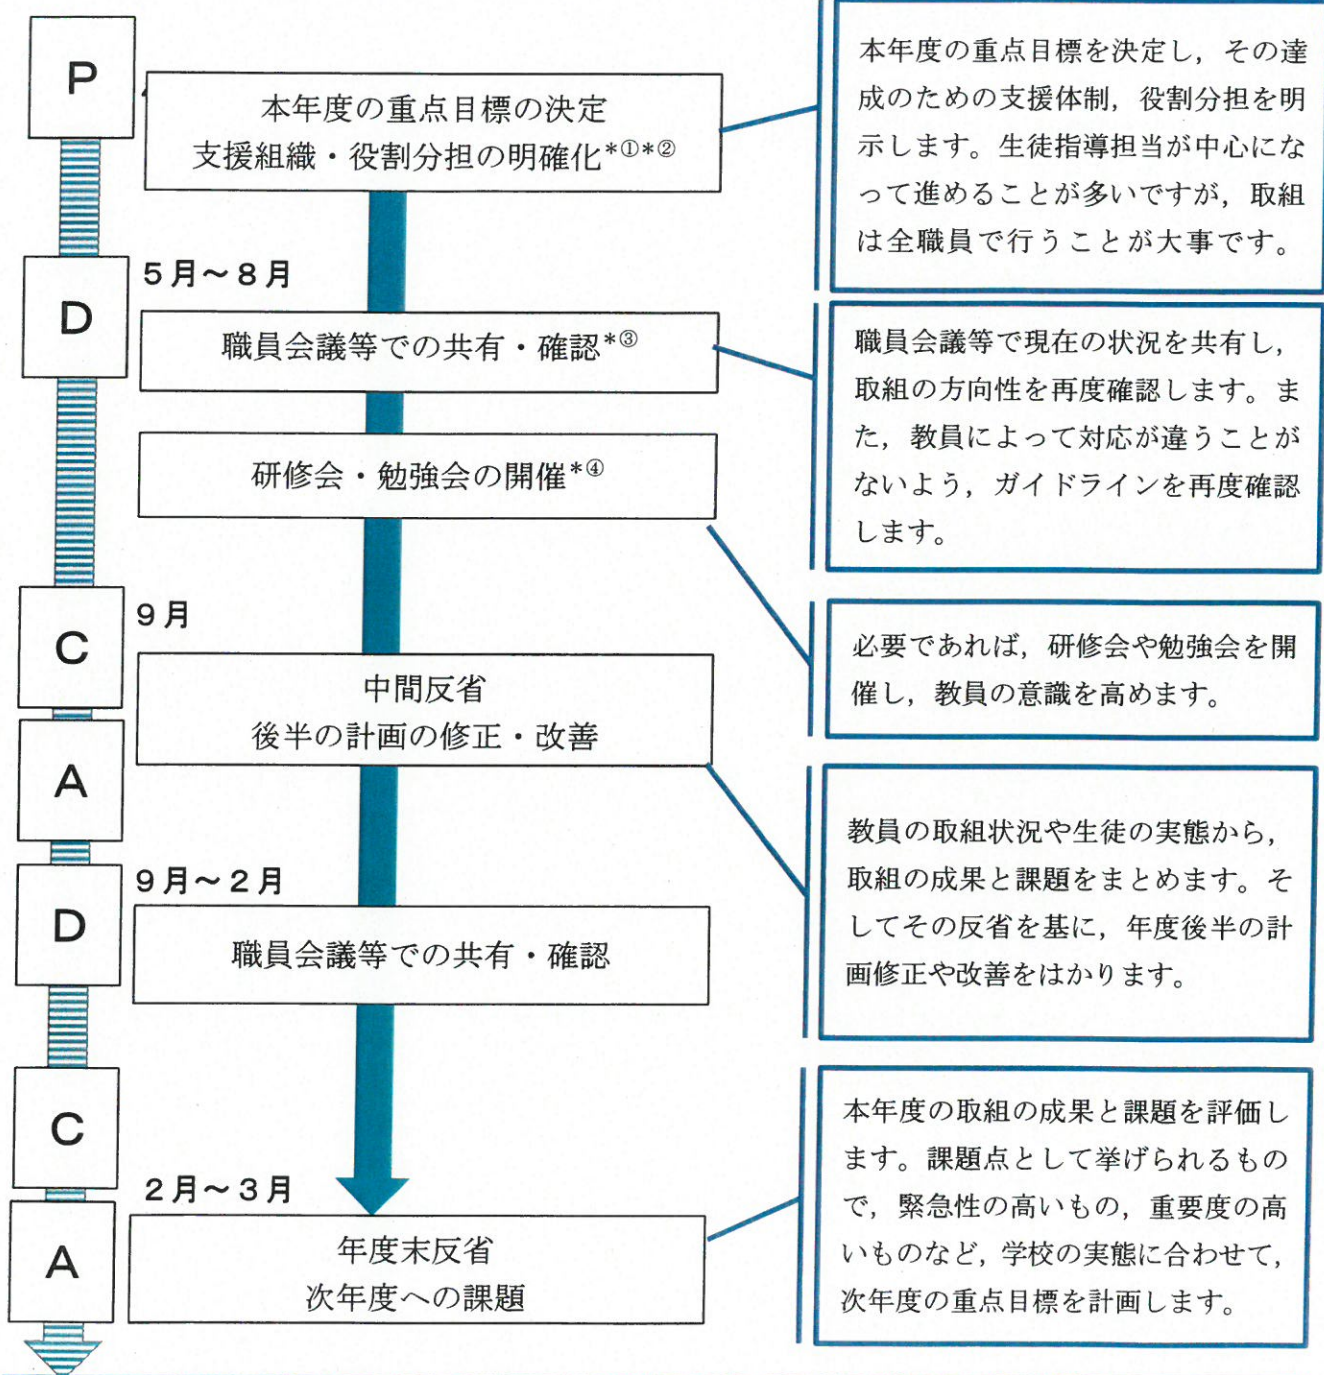 P
本年度の重点目標の決定
支援組織・役割分担の明確化*①*②
本年度の重点目標を決定し，その達
成のための支援体制，役割分担を明
示します。生徒指導担当が中心にな
って進めることが多いですが，取組
は全職員で行うことが大事です。
D
5月～8月
職員会議等での共有・確認*③
職員会議等で現在の状況を共有し，
取組の方向性を再度確認します。ま
た，教員によって対応が違うことが
ないよう，ガイドラインを再度確認
します。
研修会・勉強会の開催*④
必要であれば，研修会や勉強会を開
催し，教員の意識を高めます。
C
9月
中間反省
後半の計画の修正・改善
教員の取組状況や生徒の実態から，
取組の成果と課題をまとめます。そ
してその反省を基に，年度後半の計
画修正や改善をはかります。
A
D
9月～2月
職員会議等での共有・確認
C
A
2月～3月
年度末反省
次年度への課題
本年度の取組の成果と課題を評価し
ます。課題点として挙げられるもの
で，緊急性の高いもの，重要度の高
いものなど，学校の実態に合わせて，
次年度の重点目標を計画します。